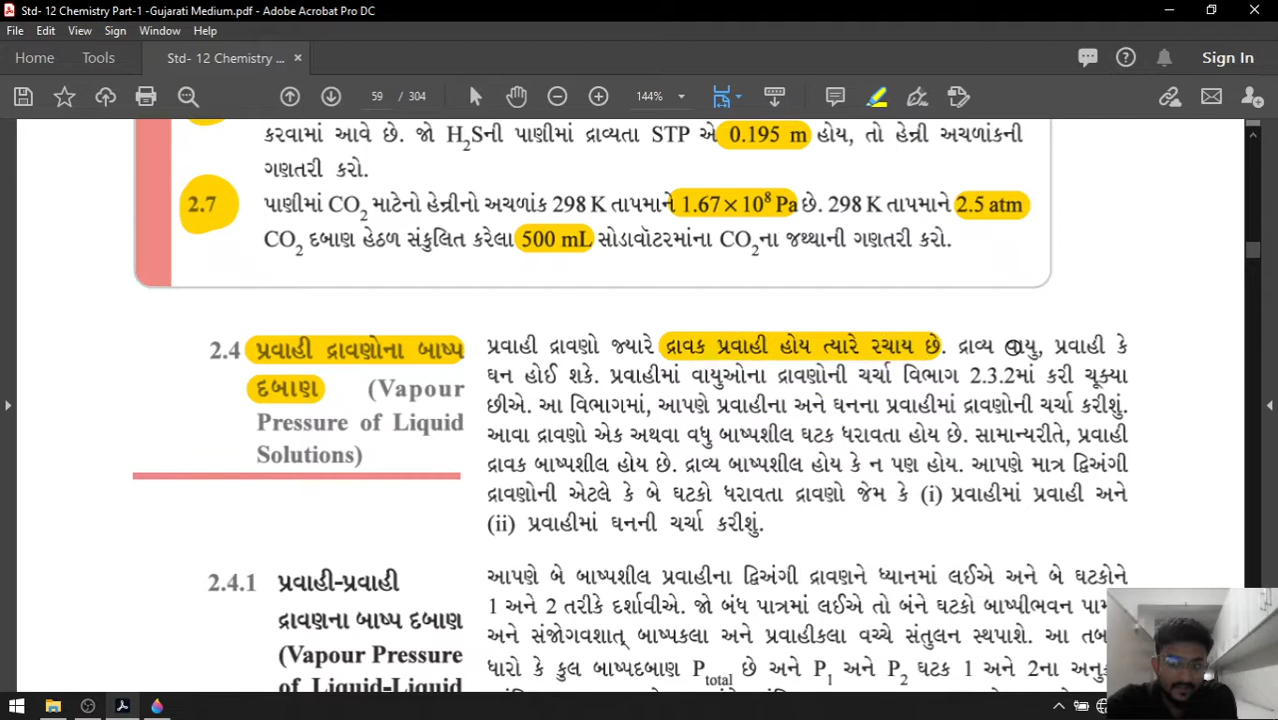 Std- 12 Chemistry Part-1 -Gujarati Medium.pdf - Adobe Acrobat Pro DC
File Edit View Sign Window Help
Home Tools Std- 12 Chemistry ... × Sign In
59 / 304 144%
કરવામાં આવે છે. જો H₂Sની પાણીમાં દ્રાવ્યતા STP એ 0.195 m હોય, તો હેન્રી અચળાંકની
ગણતરી કરો.
2.7 પાણીમાં CO₂ માટેનો હેન્રીનો અચળાંક 298 K તાપમાને 1.67 × 10⁸ Pa છે. 298 K તાપમાને 2.5 atm
CO₂ દબાણ હેઠળ સંકુલિત કરેલા 500 mL સોડાવૉટરમાંના CO₂ના જથ્થાની ગણતરી કરો.
2.4 પ્રવાહી દ્રાવણોના બાષ્પ
દબાણ (Vapour
Pressure of Liquid
Solutions)
પ્રવાહી દ્રાવણો જ્યારે દ્રાવક પ્રવાહી હોય ત્યારે રચાય છે. દ્રાવ્ય વાયુ, પ્રવાહી કે
ઘન હોઈ શકે. પ્રવાહીમાં વાયુઓના દ્રાવણોની ચર્ચા વિભાગ 2.3.2માં કરી ચૂક્યા
છીએ. આ વિભાગમાં, આપણે પ્રવાહીના અને ઘનના પ્રવાહીમાં દ્રાવણોની ચર્ચા કરીશું.
આવા દ્રાવણો એક અથવા વધુ બાષ્પશીલ ઘટક ધરાવતા હોય છે. સામાન્યરીતે, પ્રવાહી
દ્રાવક બાષ્પશીલ હોય છે. દ્રાવ્ય બાષ્પશીલ હોય કે ન પણ હોય. આપણે માત્ર દ્વિઅંગી
દ્રાવણોની એટલે કે બે ઘટકો ધરાવતા દ્રાવણો જેમ કે (i) પ્રવાહીમાં પ્રવાહી અને
(ii) પ્રવાહીમાં ઘનની ચર્ચા કરીશું.
2.4.1 પ્રવાહી-પ્રવાહી
દ્રાવણના બાષ્પ દબાણ
(Vapour Pressure
of Liquid-Liquid
આપણે બે બાષ્પશીલ પ્રવાહીના દ્વિઅંગી દ્રાવણને ધ્યાનમાં લઈએ અને બે ઘટકોને
1 અને 2 તરીકે દર્શાવીએ. જો બંધ પાત્રમાં લઈએ તો બંને ઘટકો બાષ્પીભવન
અને સંજોગવશાત્ બાષ્પકલા અને પ્રવાહીકલા વચ્ચે સંતુલન સ્થપાશે. આ
ધારો કે કુલ બાષ્પદબાણ P_total છે અને P₁ અને P₂ ઘટક 1 અને 2ના